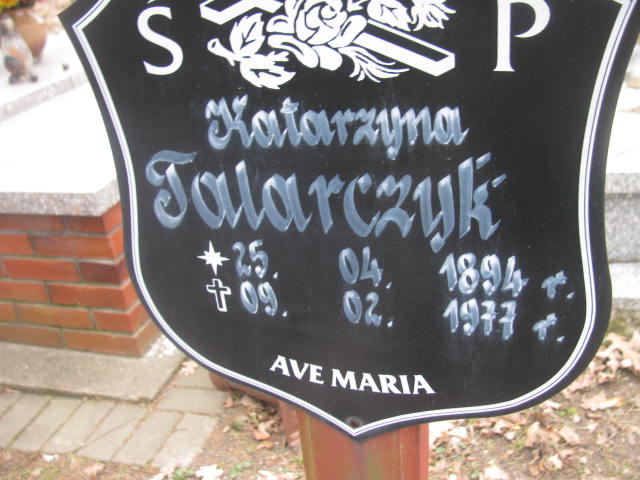 Ś P
Katarzyna
Talarczyk
25. 04. 1894 r.
09. 02. 1977 r.
AVE MARIA